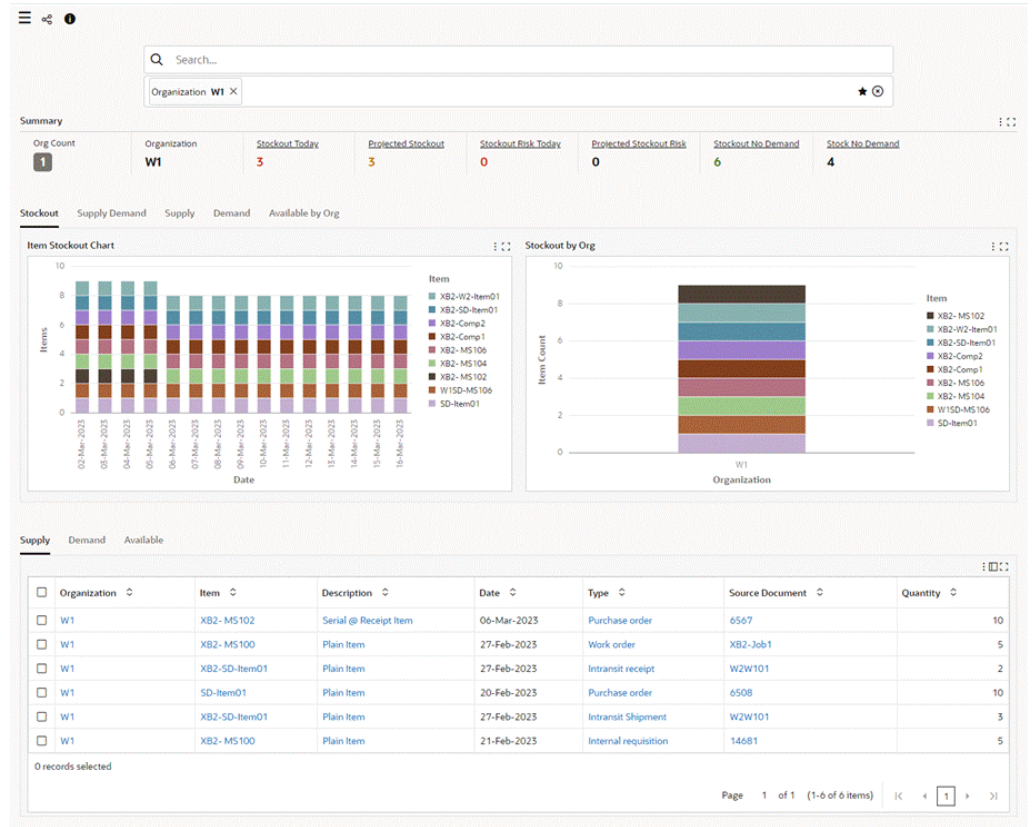 Search...
Organization W1
Summary
Org Count Organization Stockout Today Projected Stockout Stockout Risk Today Projected Stockout Risk Stockout No Demand Stock No Demand
1 W1 3 3 0 0 6 4
Stockout Supply Demand Supply Demand Available by Org
Item Stockout Chart
10
8
6
4
2
0
Items
02-Mar-2023 03-Mar-2023 04-Mar-2023 05-Mar-2023 06-Mar-2023 07-Mar-2023 08-Mar-2023 09-Mar-2023 10-Mar-2023 11-Mar-2023 12-Mar-2023 13-Mar-2023 14-Mar-2023 15-Mar-2023 16-Mar-2023
Date
Item
XB2-W2-Item01
XB2-SD-Item01
XB2-Comp2
XB2-Comp1
XB2- MS106
XB2- MS104
XB2- MS102
W1SD-MS106
SD-Item01
Stockout by Org
10
8
6
4
2
0
Item Count
W1
Organization
Item
XB2- MS102
XB2-W2-Item01
XB2-SD-Item01
XB2-Comp2
XB2-Comp1
XB2- MS106
XB2- MS104
W1SD-MS106
SD-Item01
Supply Demand Available
Organization Item Description Date Type Source Document Quantity
W1 XB2- MS102 Serial @ Receipt Item 06-Mar-2023 Purchase order 6567 10
W1 XB2- MS100 Plain Item 27-Feb-2023 Work order XB2-Job1 5
W1 XB2-SD-Item01 Plain Item 27-Feb-2023 Intransit receipt W2W101 2
W1 SD-Item01 Plain Item 20-Feb-2023 Purchase order 6508 10
W1 XB2-SD-Item01 Plain Item 27-Feb-2023 Intransit Shipment W2W101 3
W1 XB2- MS100 Plain Item 21-Feb-2023 Internal requisition 14681 5
0 records selected
Page 1 of 1 (1-6 of 6 items) 1